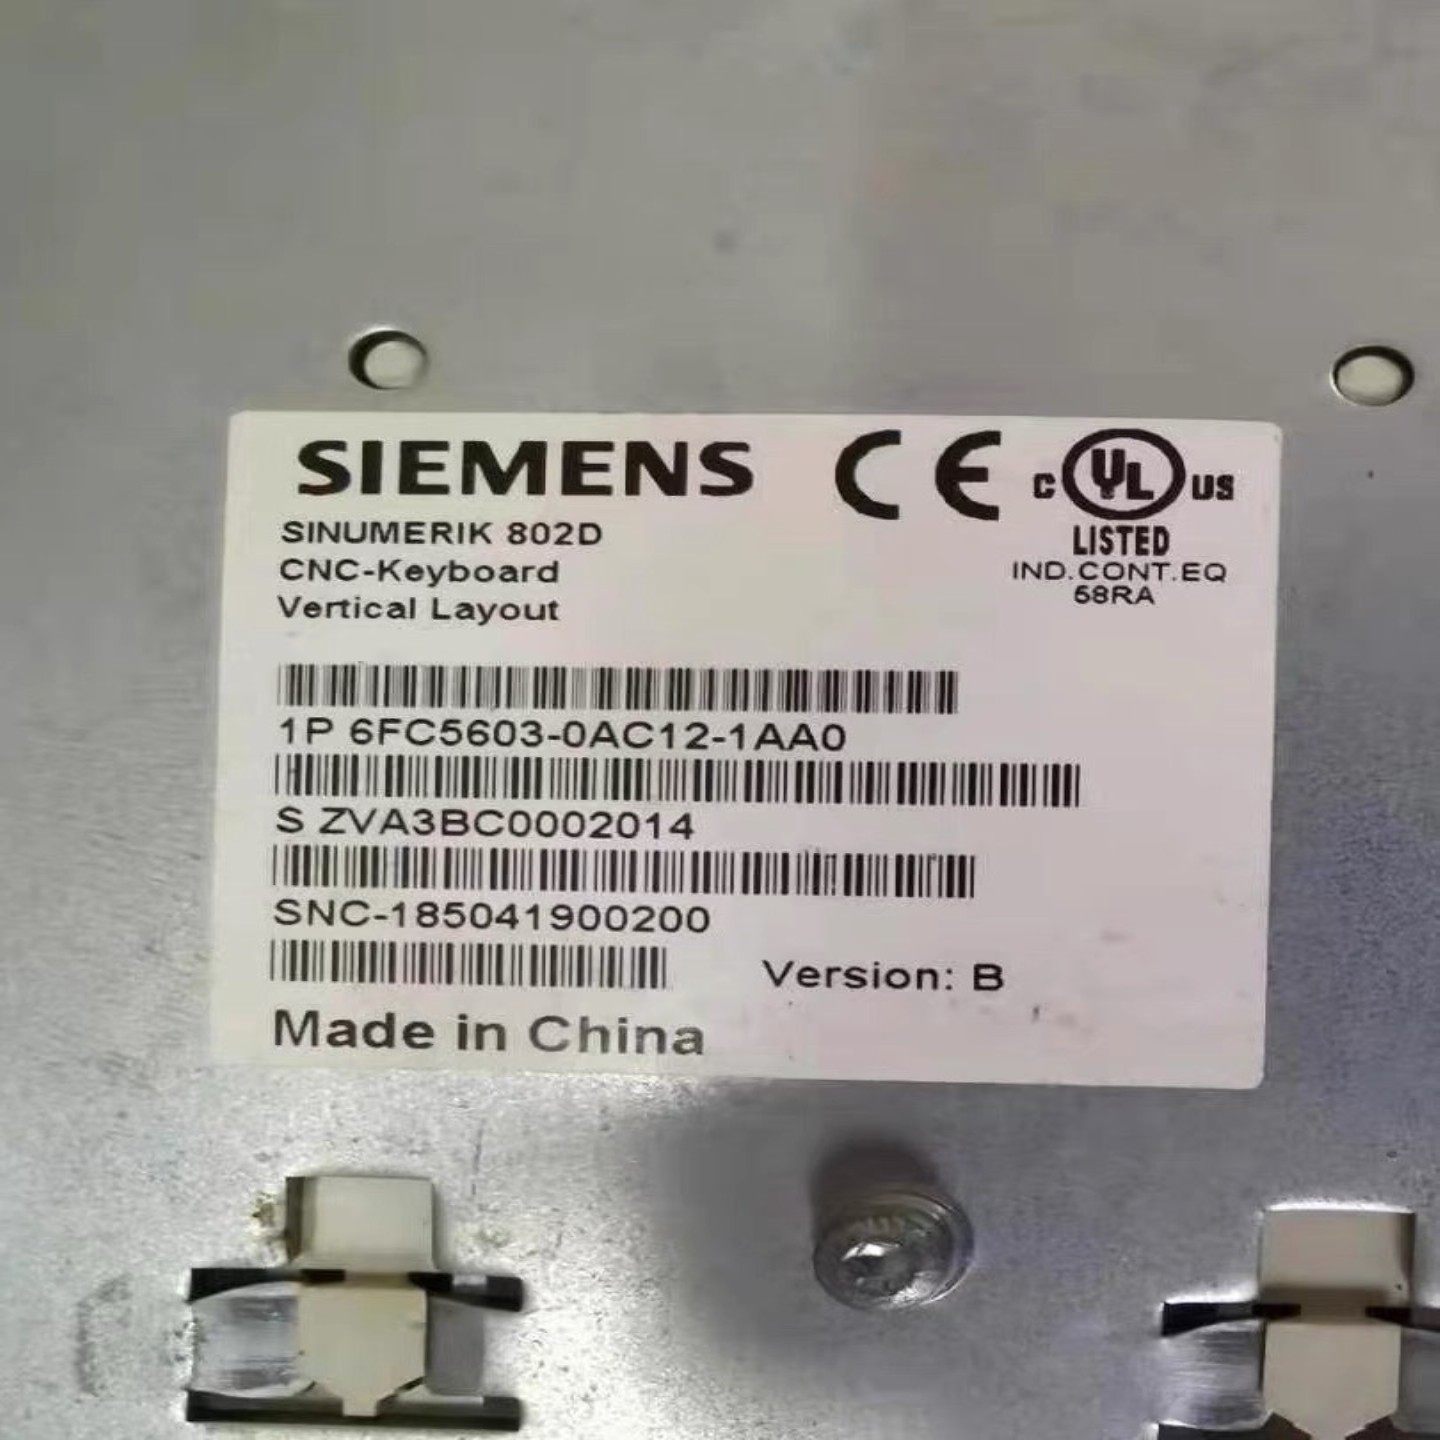 SIEMENS CE C UL US
LISTED
IND.CONT.EQ
58RA
SINUMERIK 802D
CNC-Keyboard
Vertical Layout
1P 6FC5603-0AC12-1AA0
S ZVA3BC0002014
SNC-185041900200
Version: B
Made in China